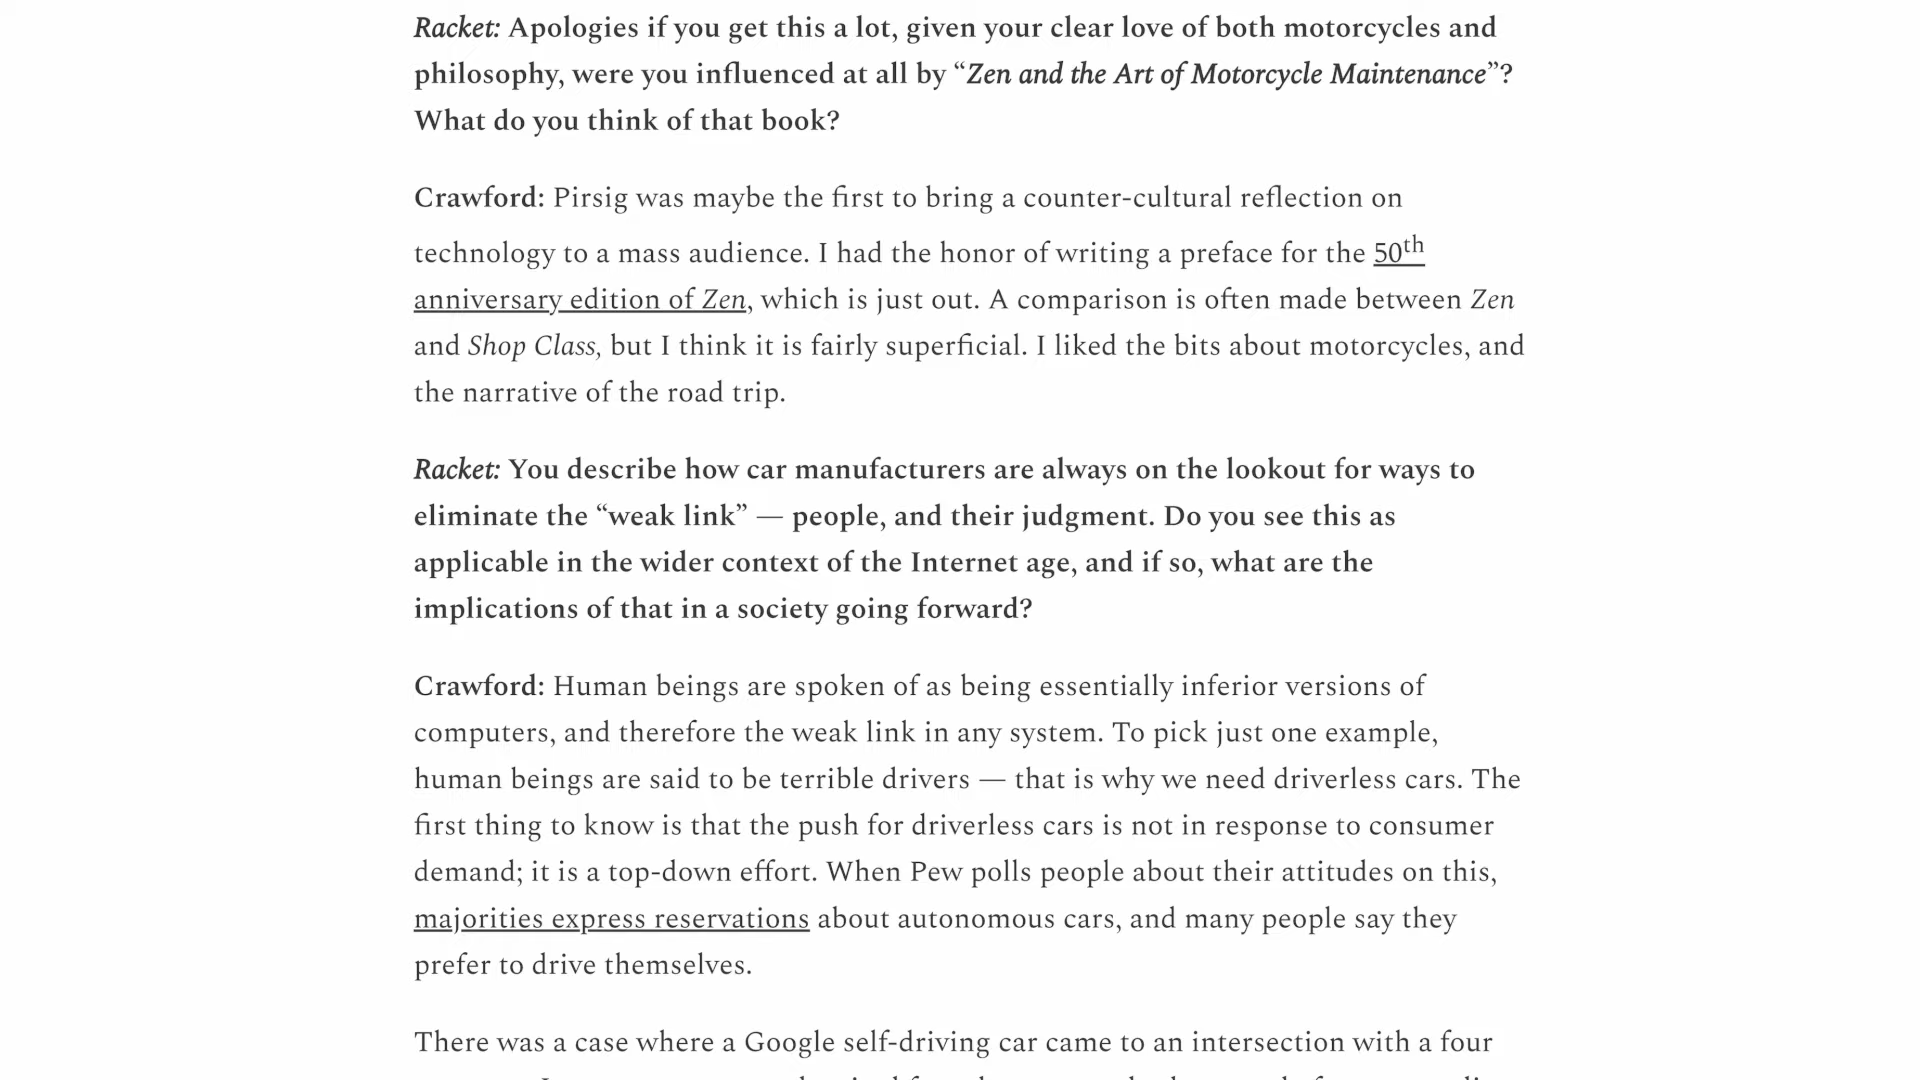 Racket: Apologies if you get this a lot, given your clear love of both motorcycles and
philosophy, were you influenced at all by “Zen and the Art of Motorcycle Maintenance”?
What do you think of that book?
Crawford: Pirsig was maybe the first to bring a counter-cultural reflection on
technology to a mass audience. I had the honor of writing a preface for the 50th
anniversary edition of Zen, which is just out. A comparison is often made between Zen
and Shop Class, but I think it is fairly superficial. I liked the bits about motorcycles, and
the narrative of the road trip.
Racket: You describe how car manufacturers are always on the lookout for ways to
eliminate the “weak link” — people, and their judgment. Do you see this as
applicable in the wider context of the Internet age, and if so, what are the
implications of that in a society going forward?
Crawford: Human beings are spoken of as being essentially inferior versions of
computers, and therefore the weak link in any system. To pick just one example,
human beings are said to be terrible drivers — that is why we need driverless cars. The
first thing to know is that the push for driverless cars is not in response to consumer
demand; it is a top-down effort. When Pew polls people about their attitudes on this,
majorities express reservations about autonomous cars, and many people say they
prefer to drive themselves.
There was a case where a Google self-driving car came to an intersection with a four